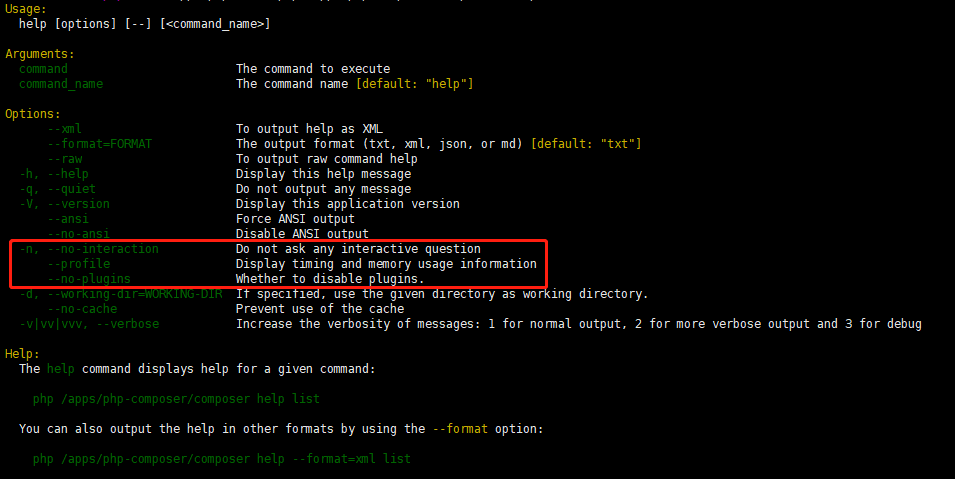 Usage:
help [options] [--] [<command_name>]
Arguments:
command The command to execute
command_name The command name [default: "help"]
Options:
--xml To output help as XML
--format=FORMAT The output format (txt, xml, json, or md) [default: "txt"]
--raw To output raw command help
-h, --help Display this help message
-q, --quiet Do not output any message
-V, --version Display this application version
--ansi Force ANSI output
--no-ansi Disable ANSI output
-n, --no-interaction Do not ask any interactive question
--profile Display timing and memory usage information
--no-plugins Whether to disable plugins.
-d, --working-dir=WORKING-DIR If specified, use the given directory as working directory.
--no-cache Prevent use of the cache
-v|vv|vvv, --verbose Increase the verbosity of messages: 1 for normal output, 2 for more verbose output and 3 for debug
Help:
The help command displays help for a given command:
php /apps/php-composer/composer help list
You can also output the help in other formats by using the --format option:
php /apps/php-composer/composer help --format=xml list